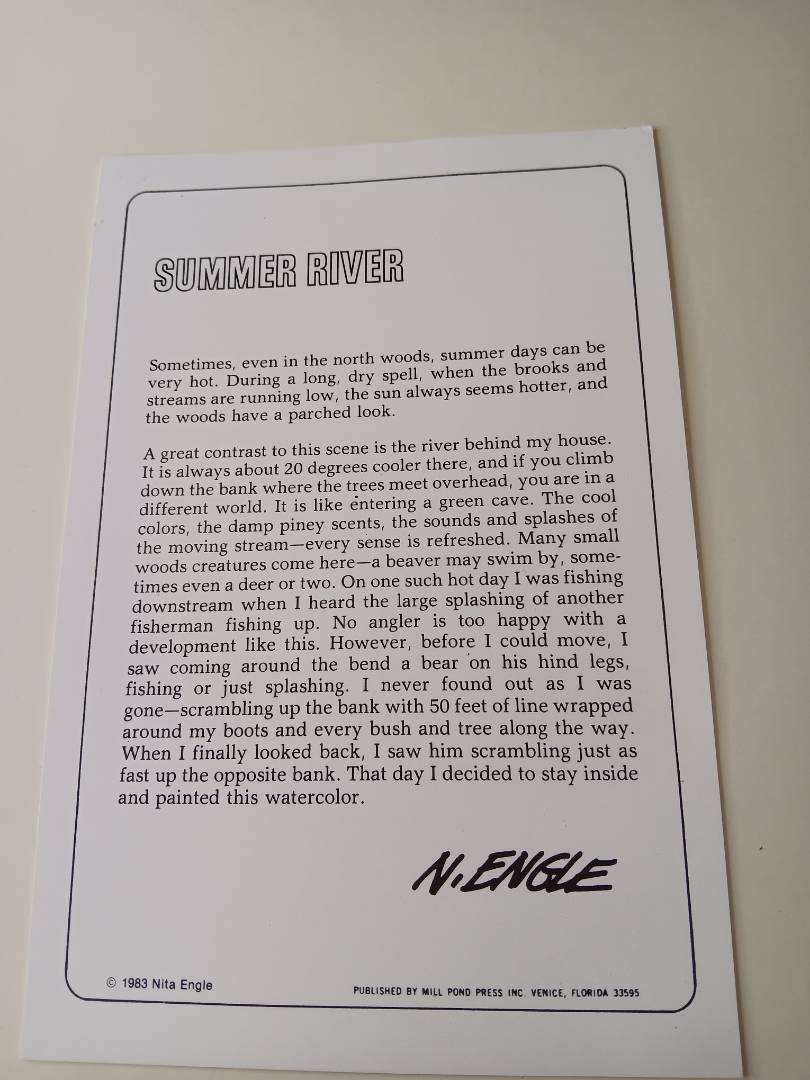 SUMMER RIVER
Sometimes, even in the north woods, summer days can be
very hot. During a long, dry spell, when the brooks and
streams are running low, the sun always seems hotter, and
the woods have a parched look.
A great contrast to this scene is the river behind my house.
It is always about 20 degrees cooler there, and if you climb
down the bank where the trees meet overhead, you are in a
different world. It is like entering a green cave. The cool
colors, the damp piney scents, the sounds and splashes of
the moving stream—every sense is refreshed. Many small
woods creatures come here—a beaver may swim by, some-
times even a deer or two. On one such hot day I was fishing
downstream when I heard the large splashing of another
fisherman fishing up. No angler is too happy with a
development like this. However, before I could move, I
saw coming around the bend a bear on his hind legs,
fishing or just splashing. I never found out as I was
gone—scrambling up the bank with 50 feet of line wrapped
around my boots and every bush and tree along the way.
When I finally looked back, I saw him scrambling just as
fast up the opposite bank. That day I decided to stay inside
and painted this watercolor.
N. ENGLE
© 1983 Nita Engle
PUBLISHED BY MILL POND PRESS INC. VENICE, FLORIDA 33595